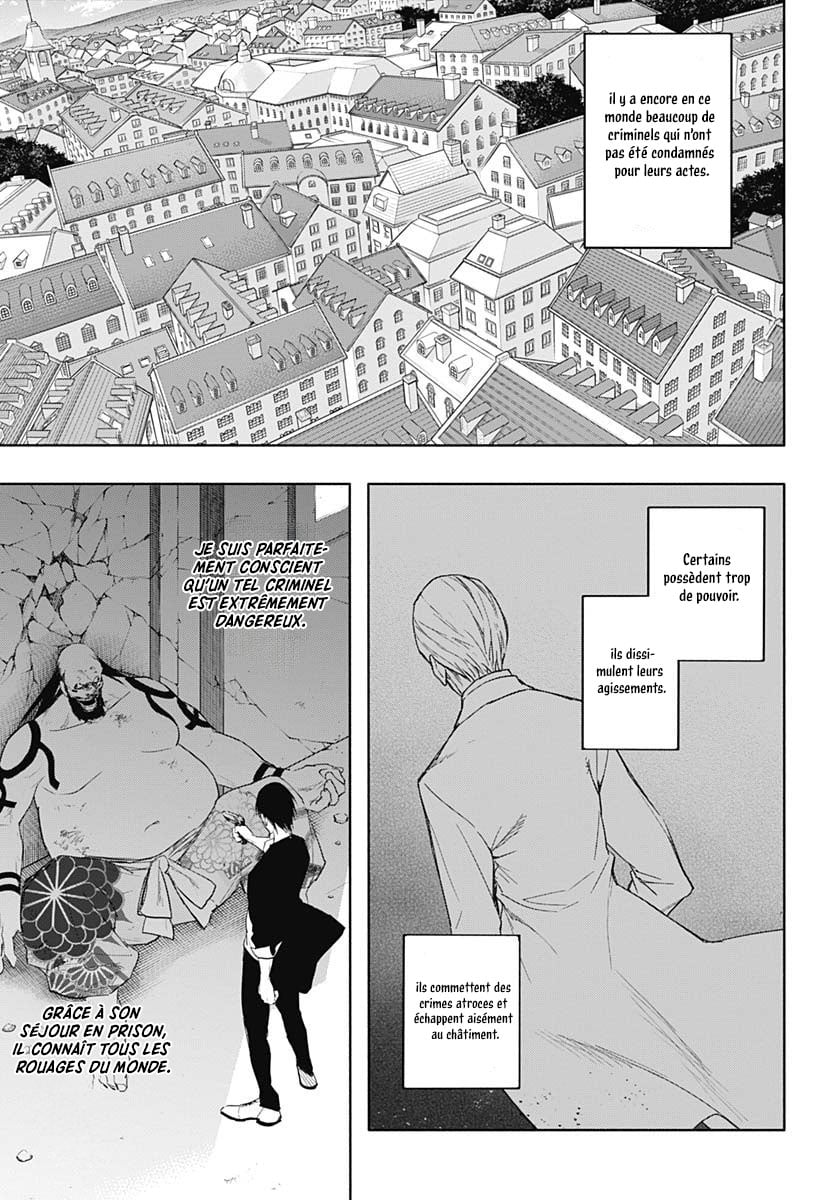 il y a encore en ce
monde beaucoup de
criminels qui n'ont
pas été condamnés
pour leurs actes.
Certains
possèdent trop
de pouvoir.
ils dissi-
mulent leurs
agissements.
ils commettent des
crimes atroces et
échappent aisément
au châtiment.
JE SUIS PARFAITE-
MENT CONSCIENT
QU'UN TEL CRIMINEL
EST EXTRÊMEMENT
DANGEREUX.
GRÂCE À SON
SÉJOUR EN PRISON,
IL CONNAÎT TOUS LES
ROUAGES DU MONDE.